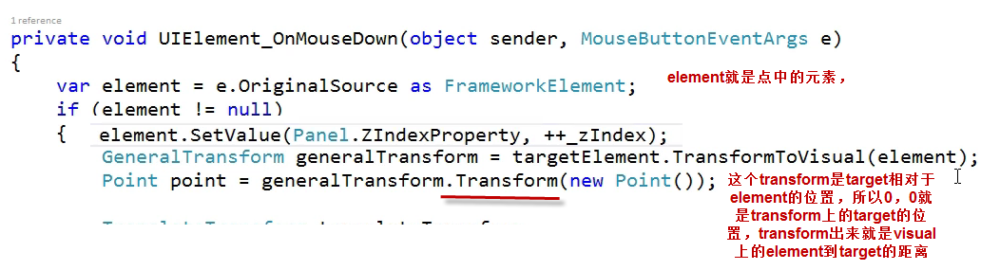 1 reference
private void UIElement_OnMouseDown(object sender, MouseButtonEventArgs e)
{
var element = e.OriginalSource as FrameworkElement;
element就是点中的元素，
if (element != null)
{ element.SetValue(Panel.ZIndexProperty, ++_zIndex);
GeneralTransform generalTransform = targetElement.TransformToVisual(element);
Point point = generalTransform.Transform(new Point());
这个transform是target相对于
element的位置，所以0，0就
是transform上的target的位
置，transform出来就是visual
上的element到target的距离